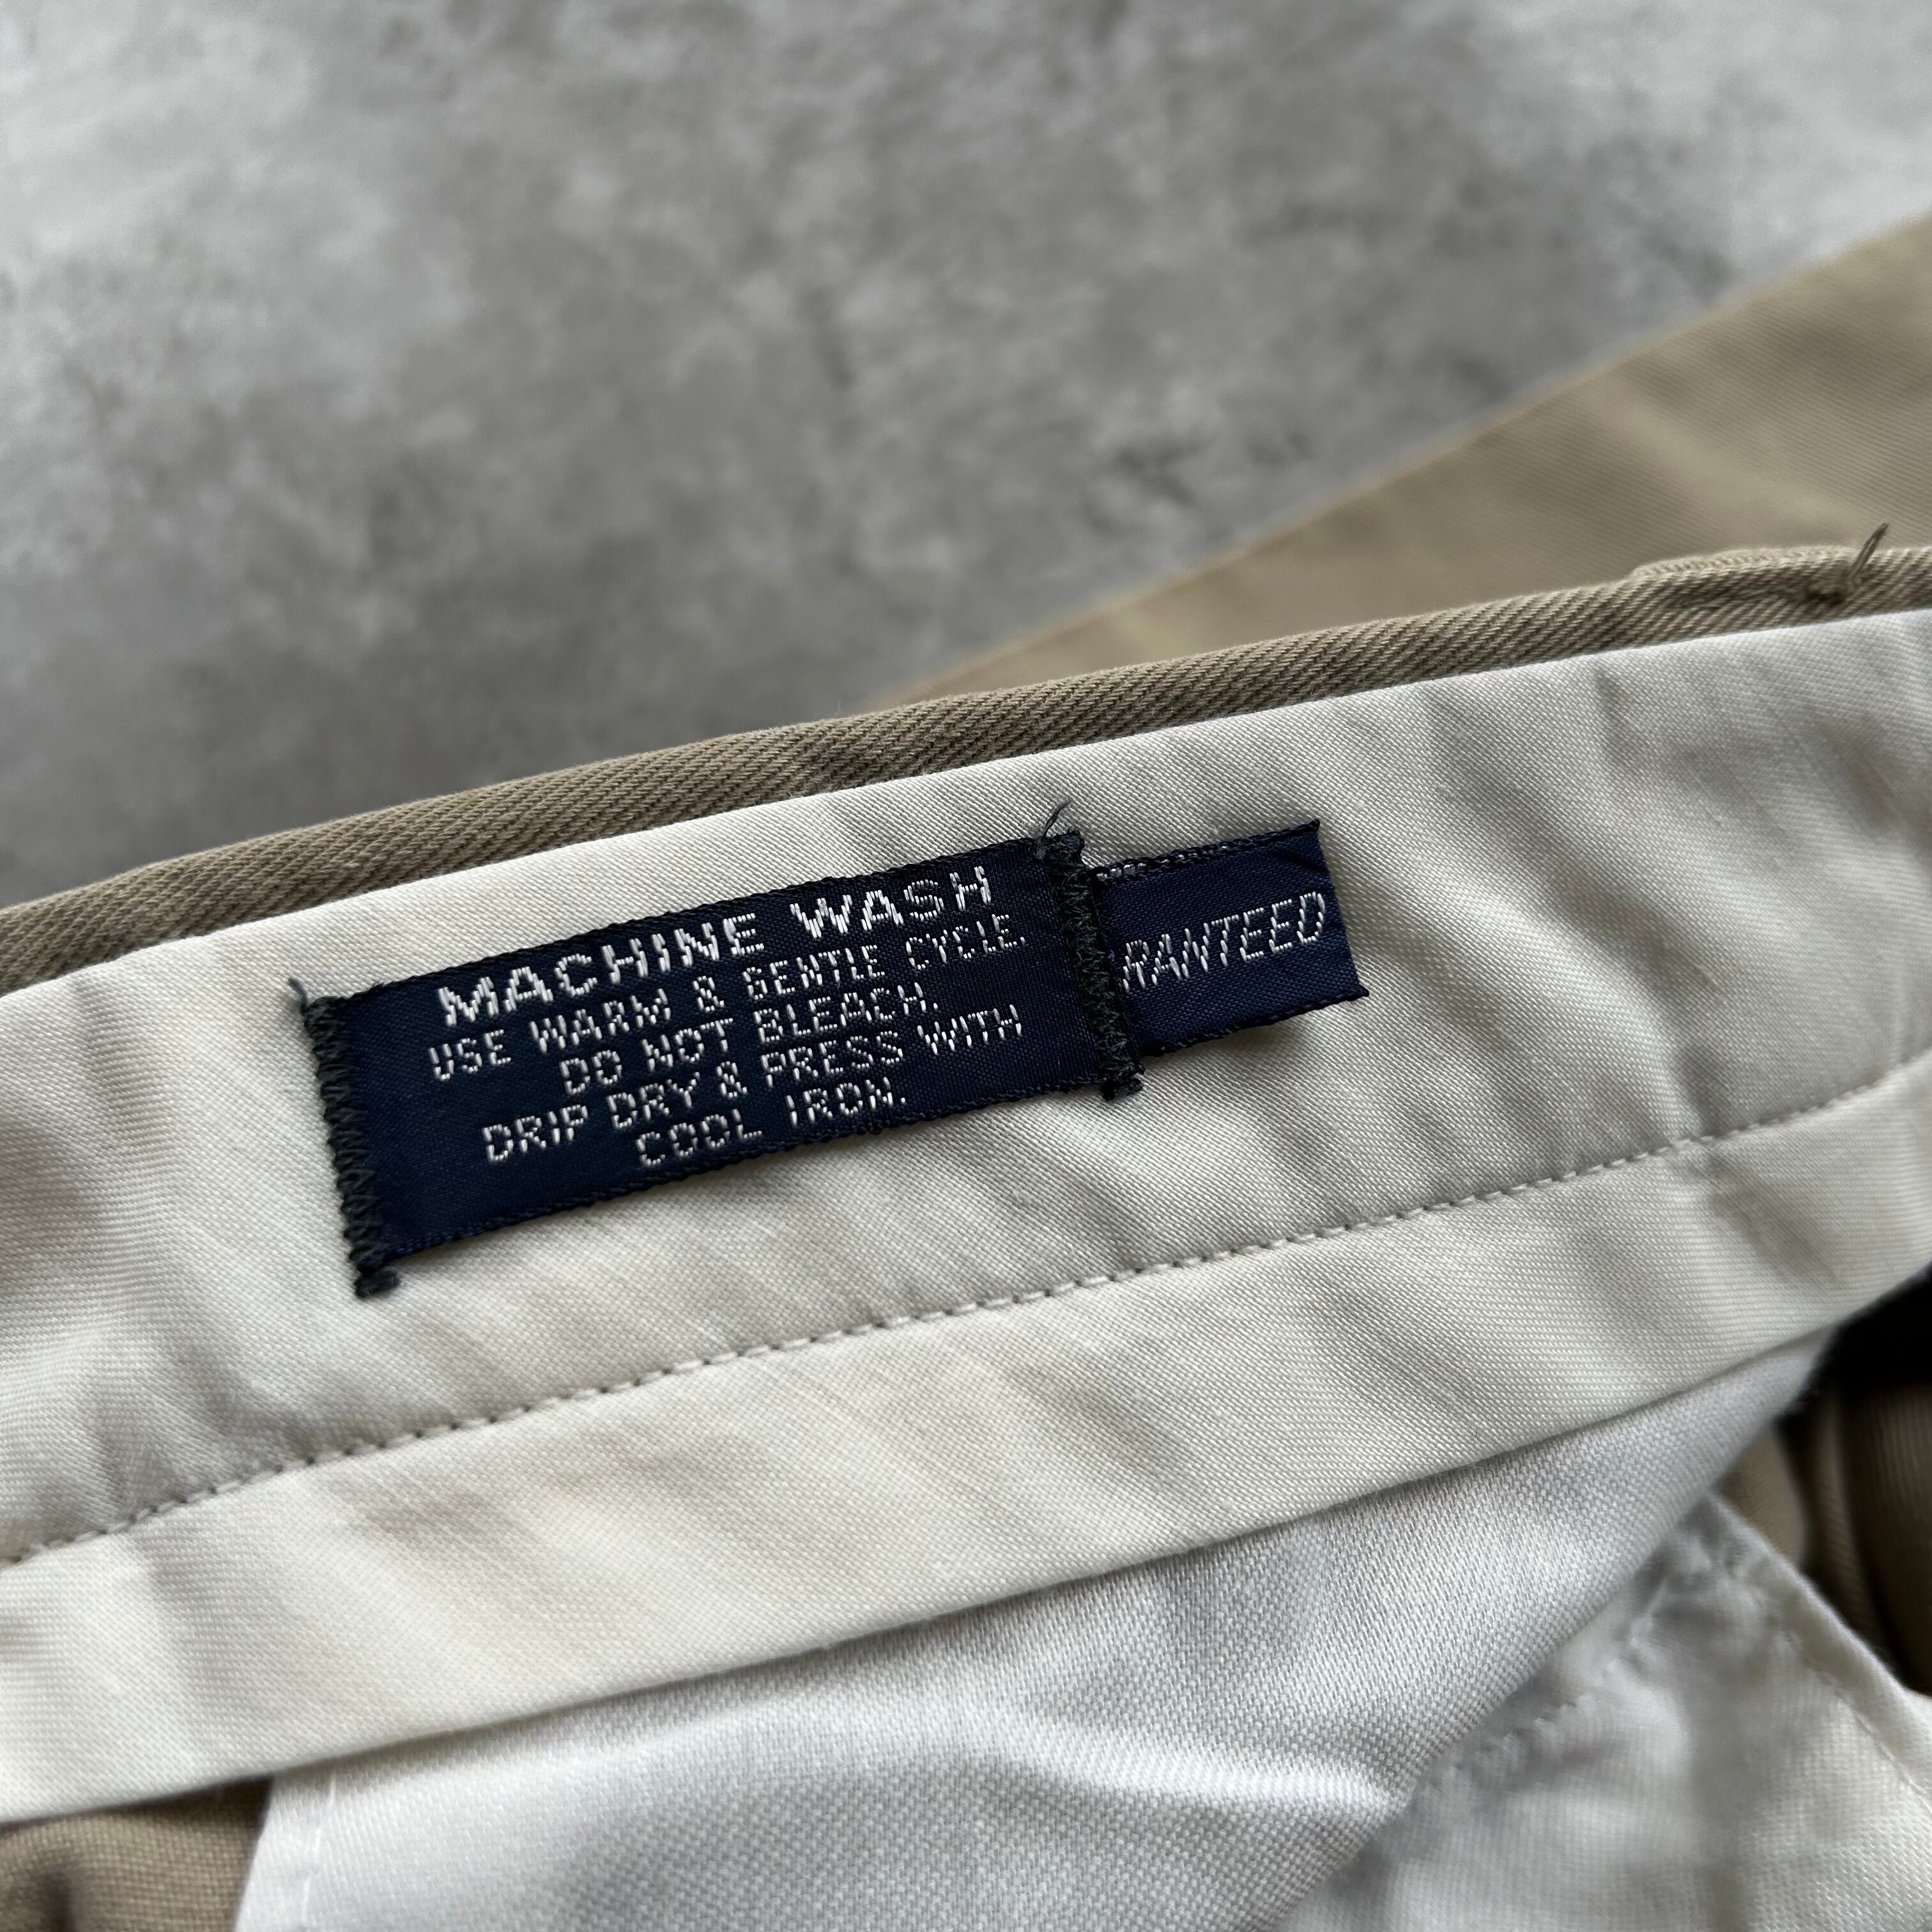 MACHINE WASH
USE WARM & GENTLE CYCLE.
DO NOT BLEACH.
DRIP DRY & PRESS WITH
COOL IRON.
RANTEED